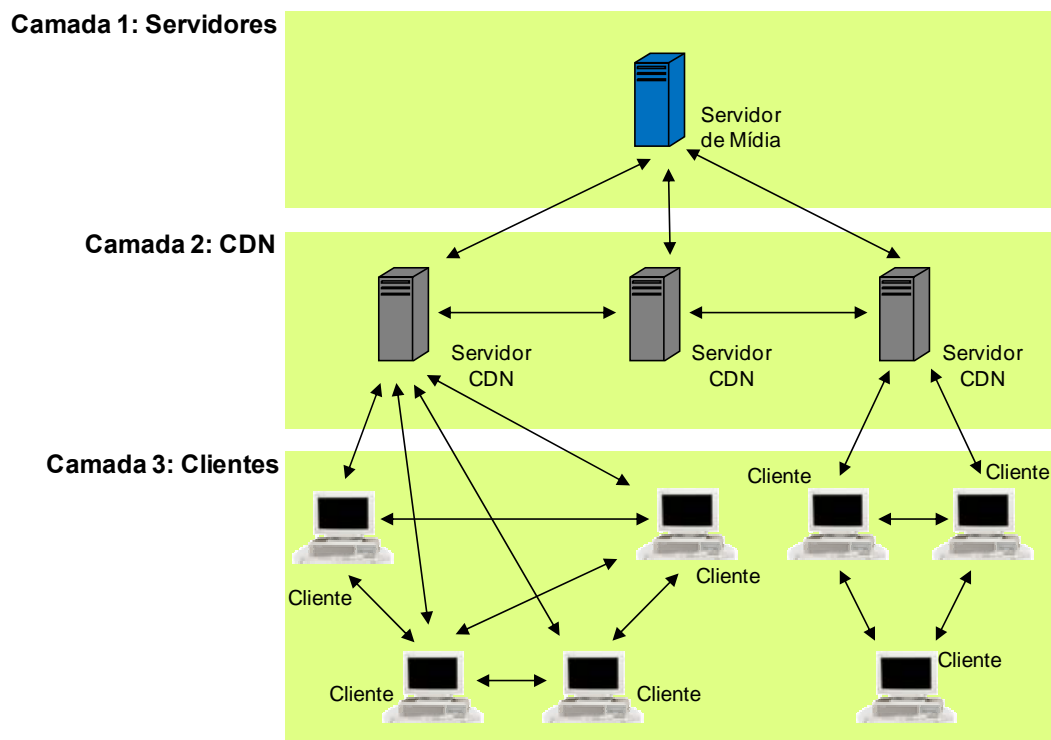 Camada 1: Servidores
Servidor
de Mídia
Camada 2: CDN
Servidor
CDN
Servidor
CDN
Servidor
CDN
Camada 3: Clientes
Cliente
Cliente
Cliente
Cliente
Cliente
Cliente
Cliente